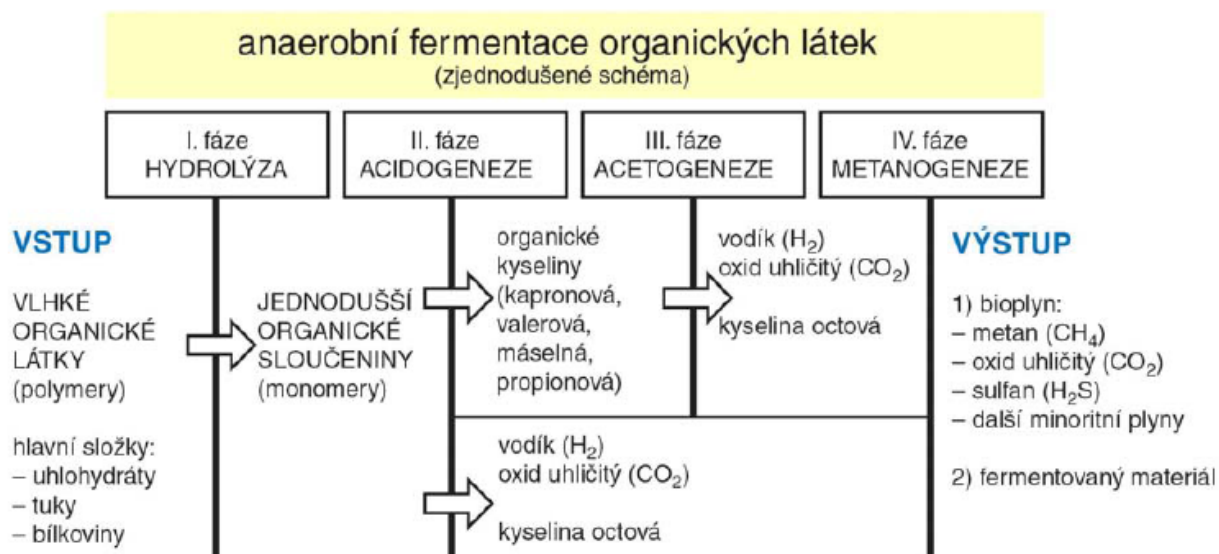 anaerobní fermentace organických látek
(zjednodušené schéma)
I. fáze
HYDROLÝZA
II. fáze
ACIDOGENEZE
III. fáze
ACETOGENEZE
IV. fáze
METANOGENEZE
VSTUP
VLHKÉ
ORGANICKÉ
LÁTKY
(polymery)
hlavní složky:
– uhlohydráty
– tuky
– bílkoviny
JEDNODUŠŠÍ
ORGANICKÉ
SLOUČENINY
(monomery)
organické
kyseliny
(kapronová,
valerová,
máselná,
propionová)
vodík (H₂)
oxid uhličitý (CO₂)
kyselina octová
vodík (H₂)
oxid uhličitý (CO₂)
kyselina octová
VÝSTUP
1) bioplyn:
– metan (CH₄)
– oxid uhličitý (CO₂)
– sulfan (H₂S)
– další minoritní plyny
2) fermentovaný materiál